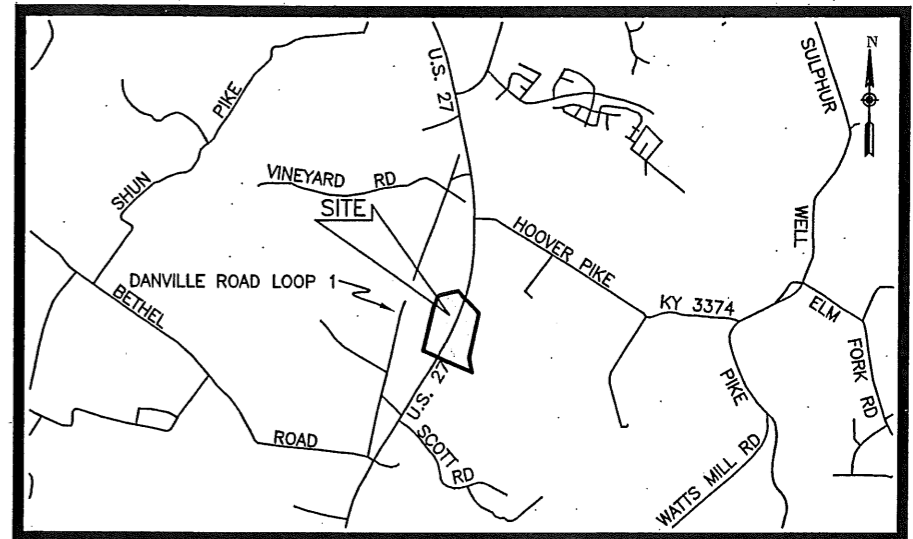 U.S. 27
SULPHUR
N
PIKE
SHUN
VINEYARD RD
SITE
WELL
HOOVER PIKE
DANVILLE ROAD LOOP 1
BETHEL
KY 3374
ELM
FORK RD
PIKE
U.S. 27
ROAD
SCOTT
RD
WATTS MILL RD